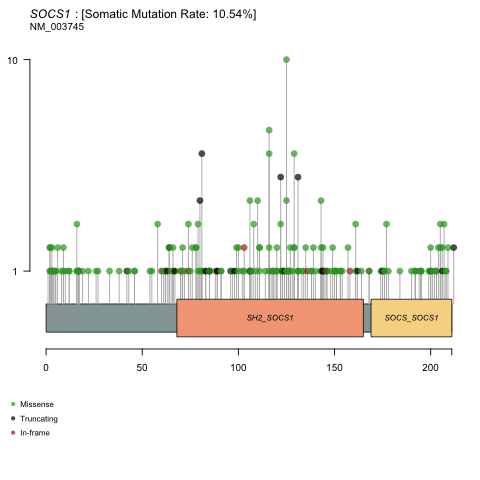 SOCS1 : [Somatic Mutation Rate: 10.54%]
NM_003745
10
1
SH2_SOCS1
SOCS_SOCS1
0 50 100 150 200
Missense
Truncating
In-frame